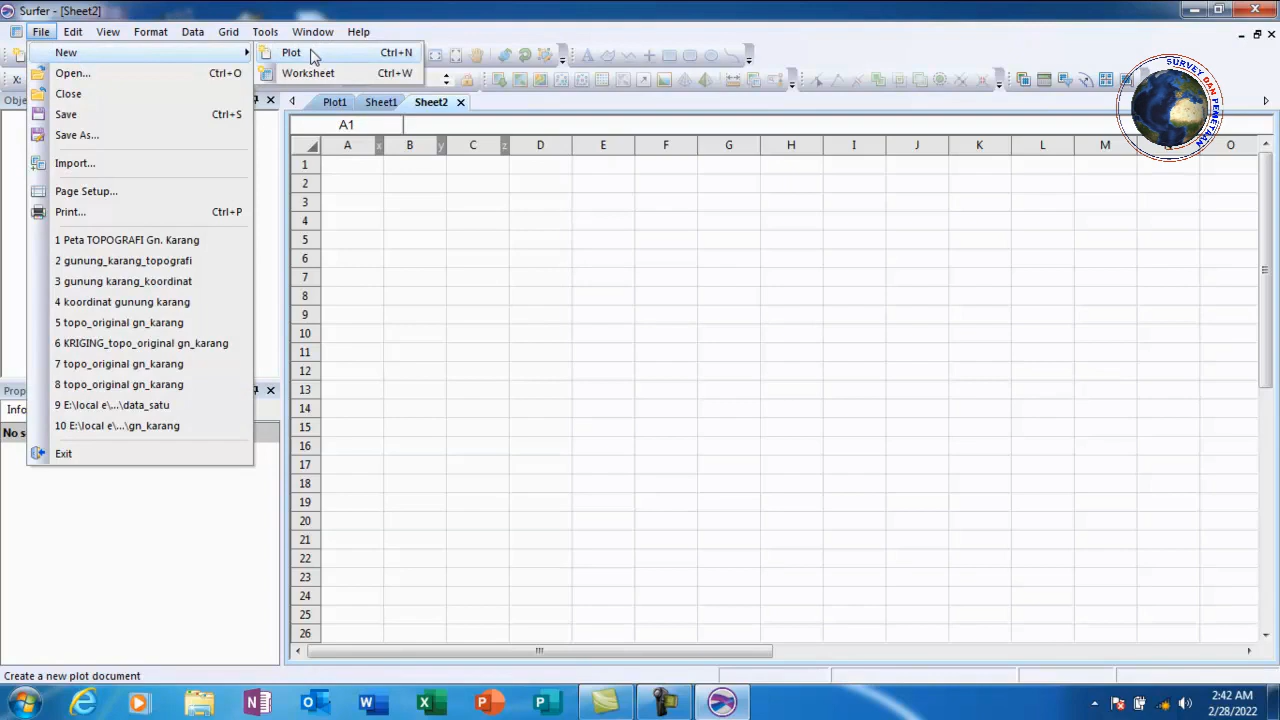 Surfer - [Sheet2]
File Edit View Format Data Grid Tools Window Help
New
Open... Ctrl+O
Close
Save Ctrl+S
Save As...
Import...
Page Setup...
Print... Ctrl+P
1 Peta TOPOGRAFI Gn. Karang
2 gunung_karang_topografi
3 gunung karang_koordinat
4 koordinat gunung karang
5 topo_original gn_karang
6 KRIGING_topo_original gn_karang
7 topo_original gn_karang
8 topo_original gn_karang
9 E:\local e\...\data_satu
10 E:\local e\...\gn_karang
Exit
Plot Ctrl+N
Worksheet Ctrl+W
X:
Obje
Prop
Info
No s
Plot1 Sheet1 Sheet2
A1
A x B y C z D E F G H I J K L M O
1
2
3
4
5
6
7
8
9
10
11
12
13
14
15
16
17
18
19
20
21
22
23
24
25
26
SURVEY DAN PEMETAAN
Create a new plot document
2:42 AM
2/28/2022